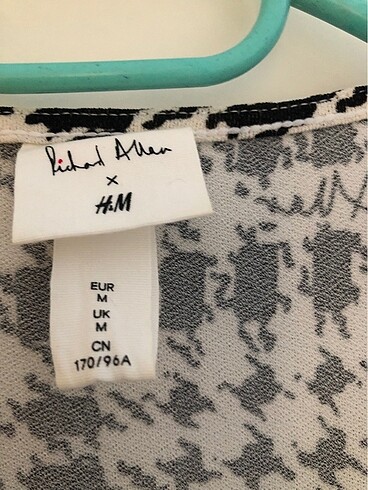 Richard Allan
x
H&M
EUR
M
UK
M
CN
170/96A